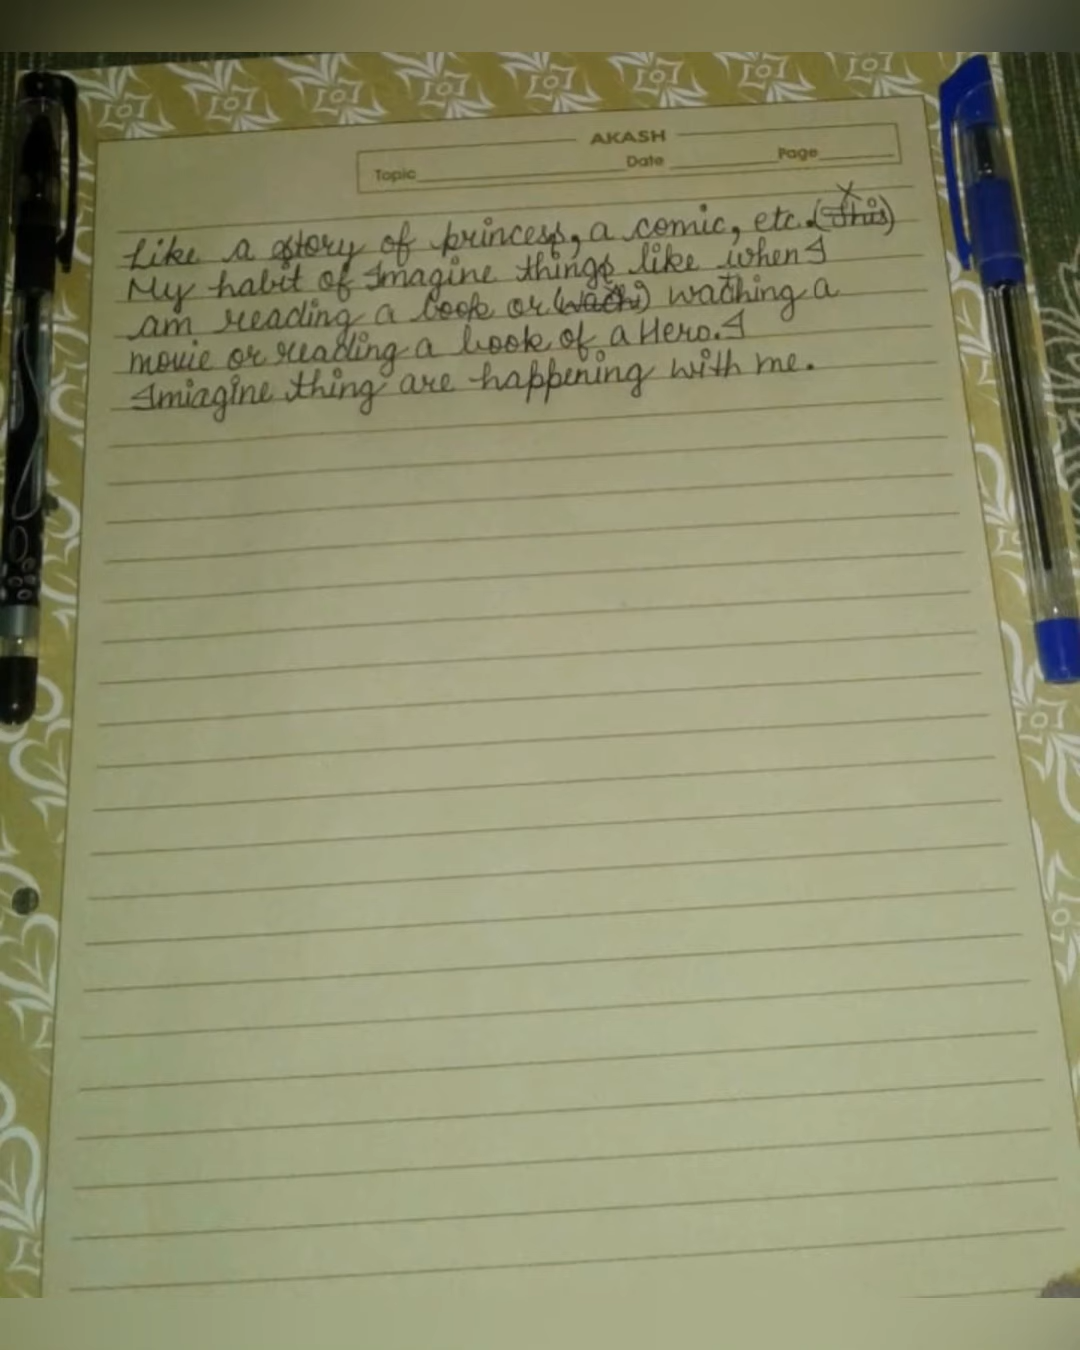 AKASH
Topic Date Page
Like a story of princess, a comic, etc. (This)
My habit of Imagine things like when I
am reading a book or (wach) waching a
movie or reading a book of a Hero. I
Imiagine thing are happening with me.